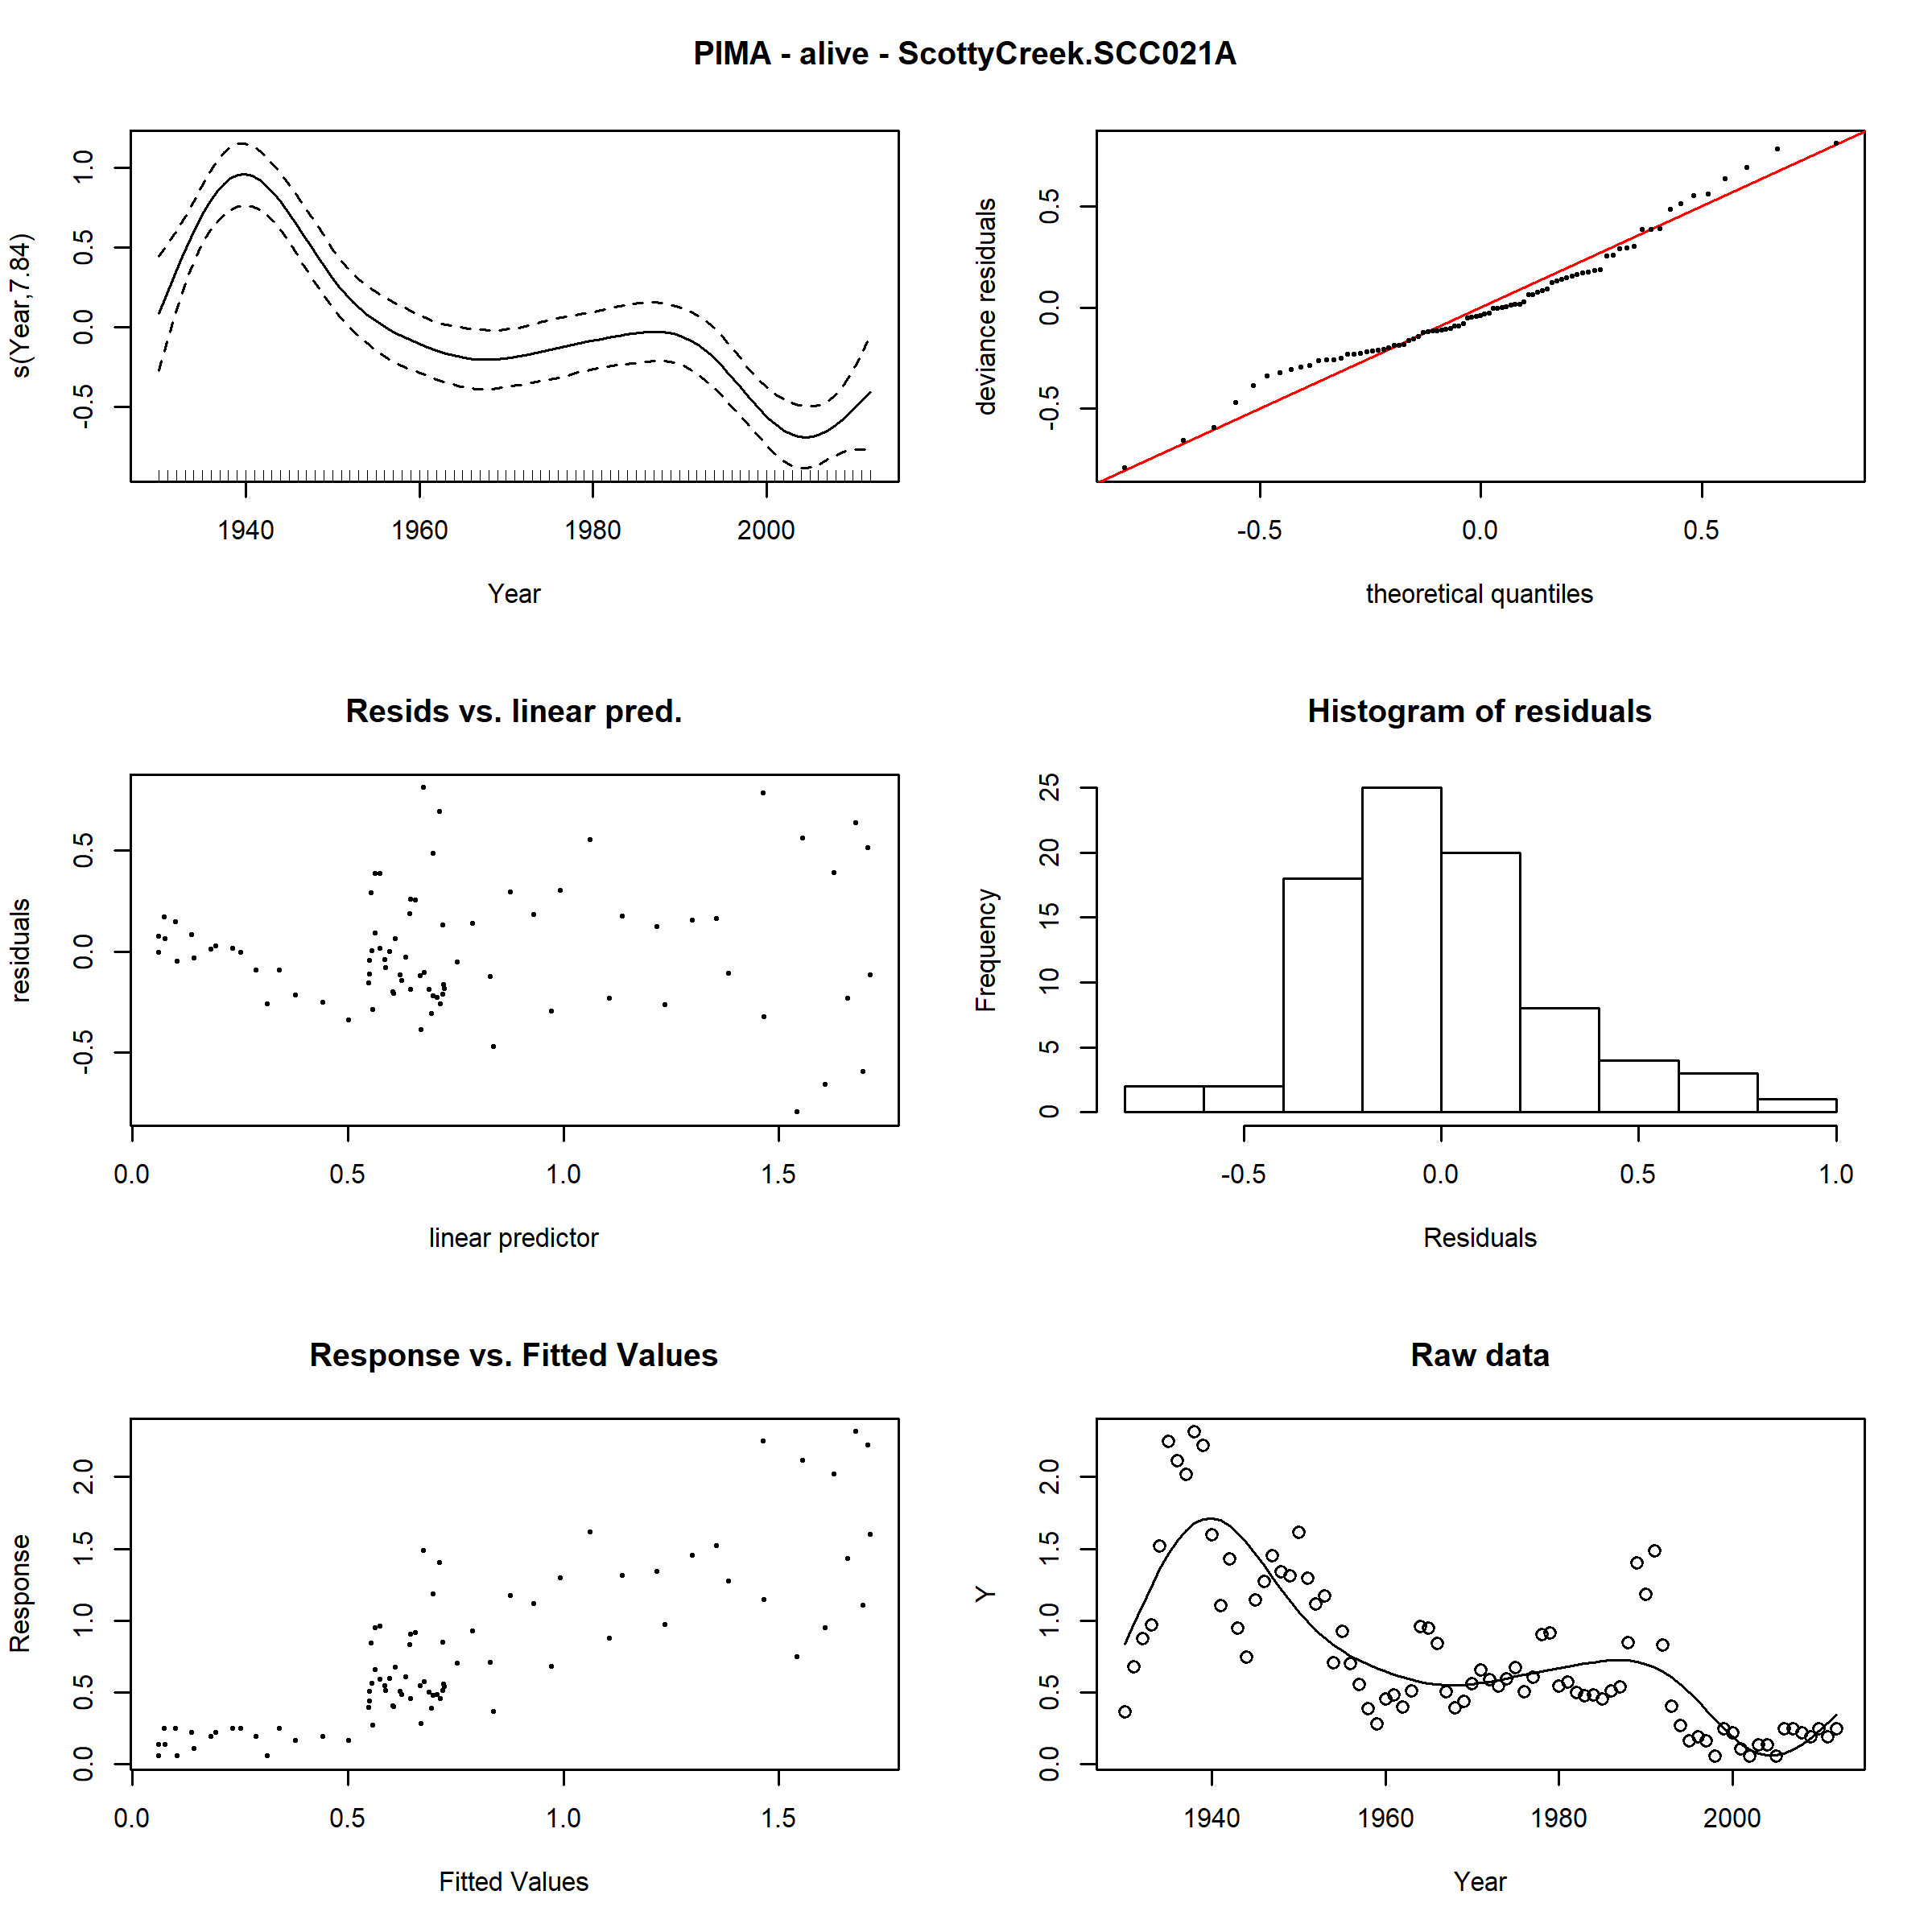 PIMA - alive - ScottyCreek.SCC021A
s(Year,7.84)
-0.5 0.0 0.5 1.0
1940 1960 1980 2000
Year
deviance residuals
-0.5 0.0 0.5
-0.5 0.0 0.5
theoretical quantiles
Resids vs. linear pred.
residuals
-0.5 0.0 0.5
0.0 0.5 1.0 1.5
linear predictor
Histogram of residuals
Frequency
0 5 10 15 20 25
-0.5 0.0 0.5 1.0
Residuals
Response vs. Fitted Values
Response
0.0 0.5 1.0 1.5 2.0
0.0 0.5 1.0 1.5
Fitted Values
Raw data
Y
0.0 0.5 1.0 1.5 2.0
1940 1960 1980 2000
Year